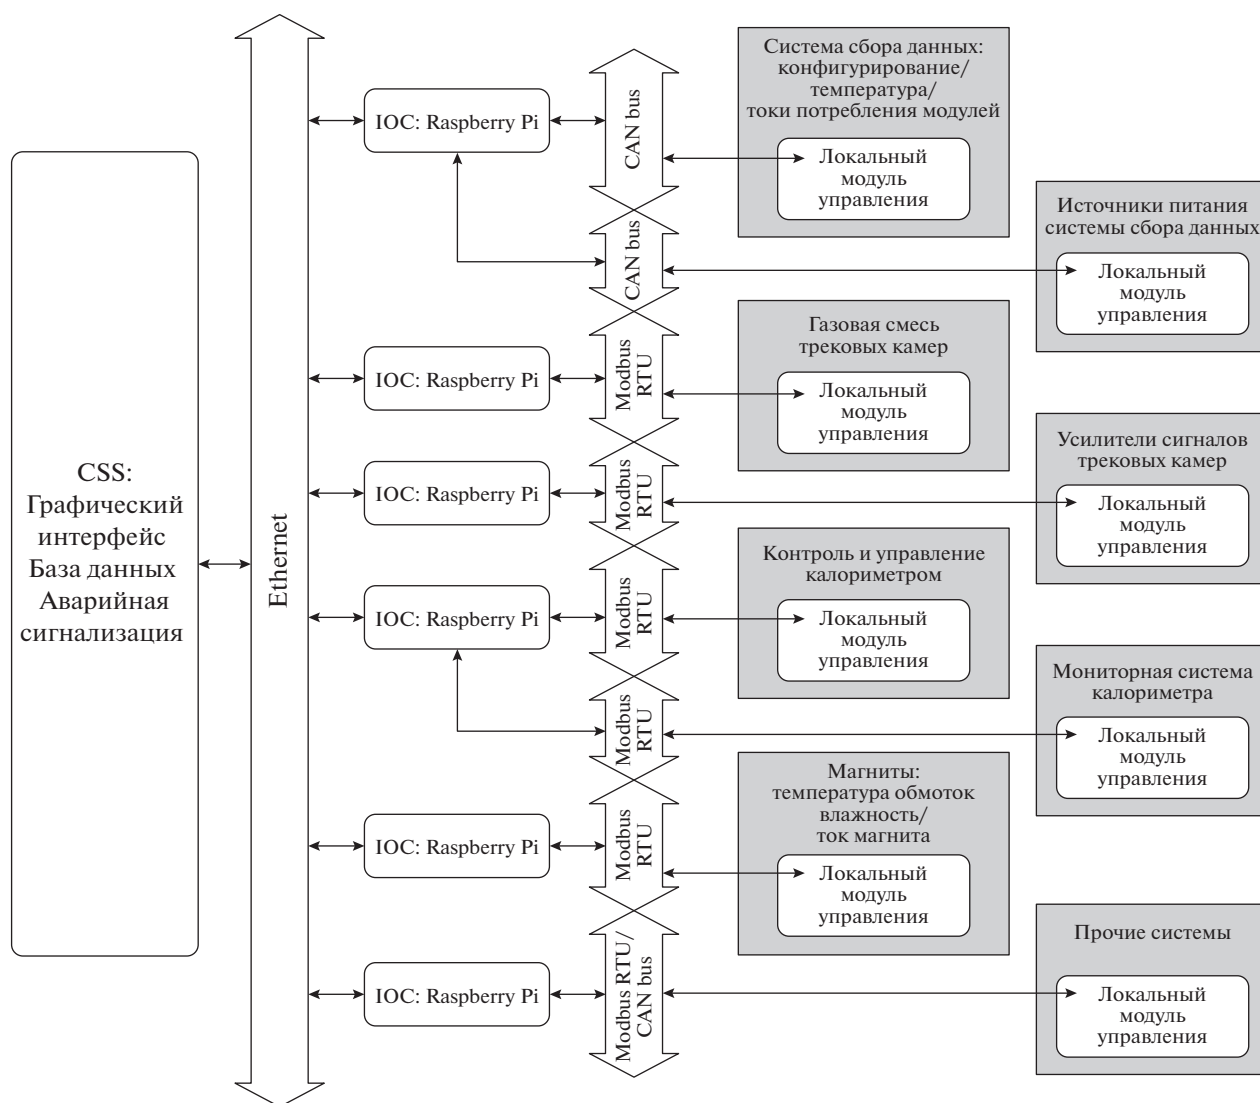 CSS:
Графический
интерфейс
База данных
Аварийная
сигнализация
Ethernet
IOC: Raspberry Pi
CAN bus
Система сбора данных:
конфигурирование/
температура/
токи потребления модулей
Локальный
модуль
управления
CAN bus
Источники питания
системы сбора данных
Локальный
модуль
управления
IOC: Raspberry Pi
Modbus
RTU
Газовая смесь
трековых камер
Локальный
модуль
управления
IOC: Raspberry Pi
Modbus
RTU
Усилители сигналов
трековых камер
Локальный
модуль
управления
IOC: Raspberry Pi
Modbus
RTU
Контроль и управление
калориметром
Локальный
модуль
управления
Modbus
RTU
Мониторная система
калориметра
Локальный
модуль
управления
IOC: Raspberry Pi
Modbus
RTU
Магниты:
температура обмоток
влажность/
ток магнита
Локальный
модуль
управления
IOC: Raspberry Pi
Modbus RTU/
CAN bus
Прочие системы
Локальный
модуль
управления